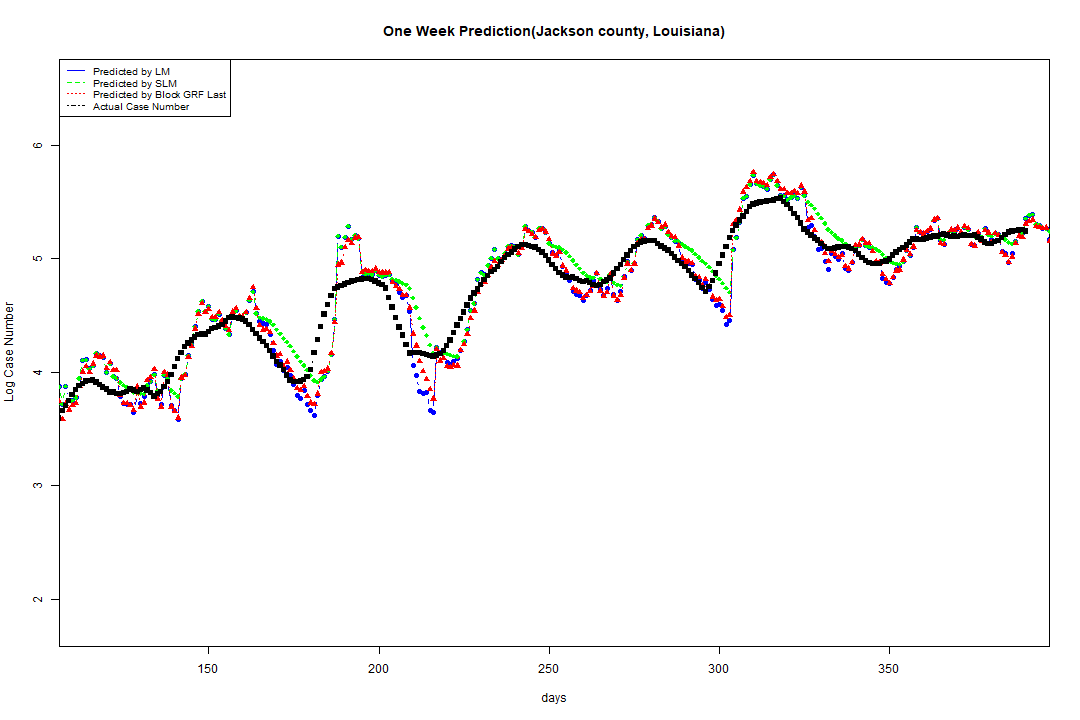 One Week Prediction(Jackson county, Louisiana)
Predicted by LM
Predicted by SLM
Predicted by Block GRF Last
Actual Case Number
6
5
4
3
2
Log Case Number
150 200 250 300 350
days